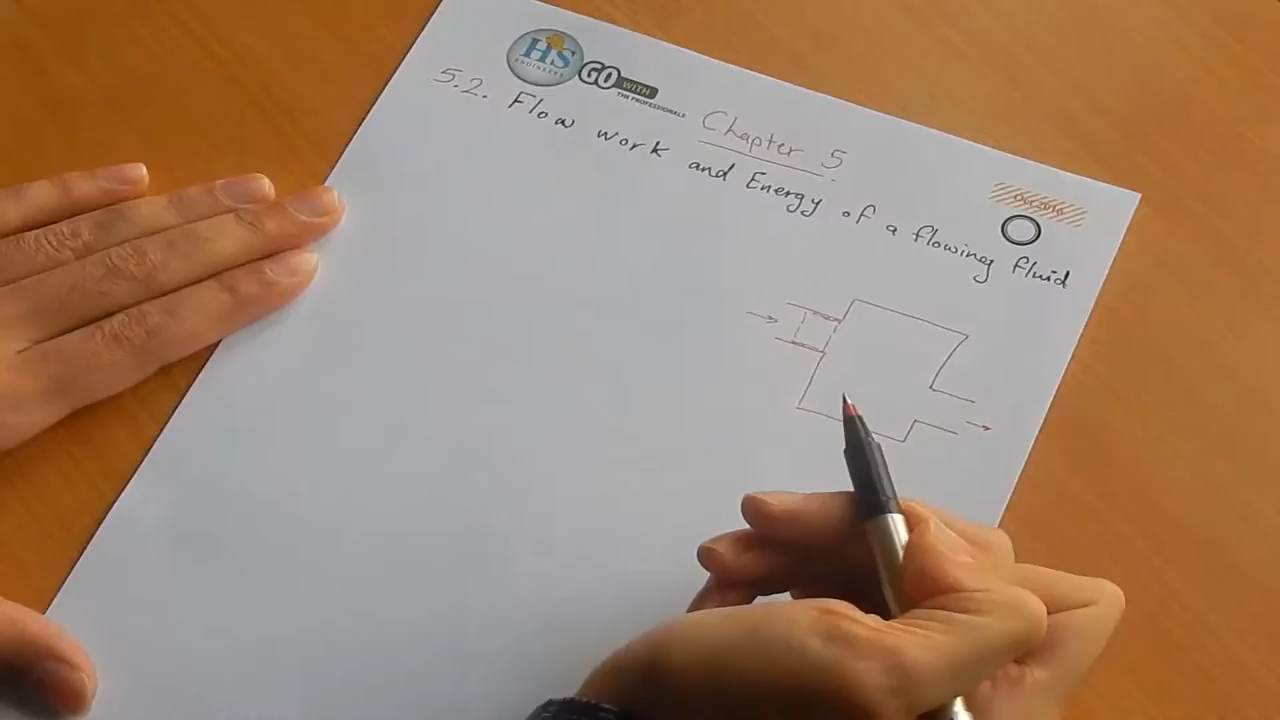 HS
ENGINEERS
GO WITH
THE PROFESSIONALS
Chapter 5
5.2. Flow work and Energy of a flowing fluid